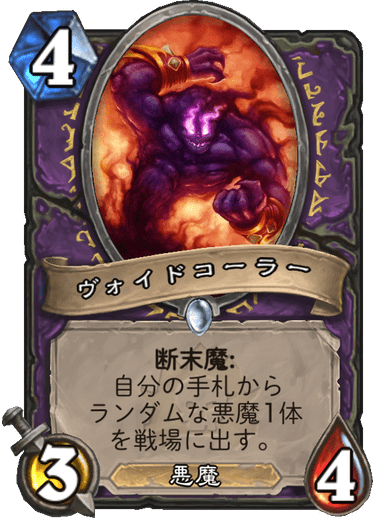 4
ヴォイドコーラー
断末魔:
自分の手札から
ランダムな悪魔1体
を戦場に出す。
悪魔
3
4